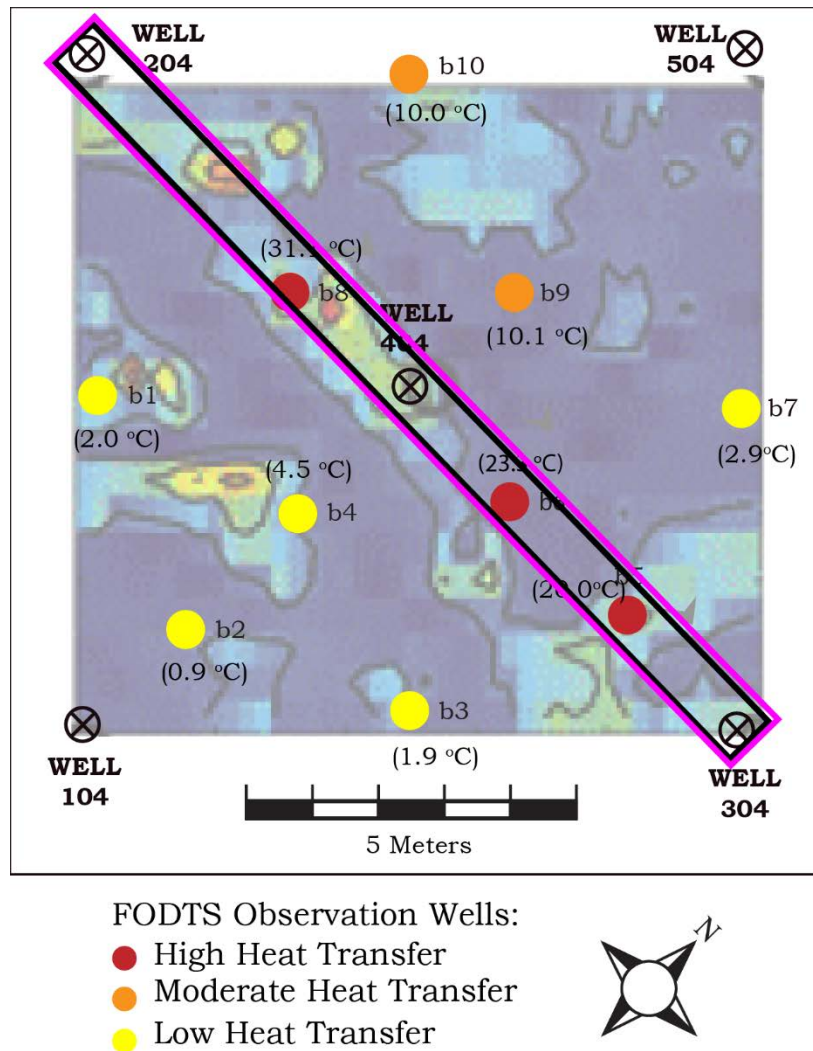 WELL
204
b10
(10.0 °C)
WELL
504
b8
b9
(10.1 °C)
WELL
b1
(2.0 °C)
b7
(2.9 °C)
(4.5 °C)
b4
b2
(0.9 °C)
b3
(1.9 °C)
WELL
104
WELL
304
5 Meters
FODTS Observation Wells:
High Heat Transfer
Moderate Heat Transfer
Low Heat Transfer
N